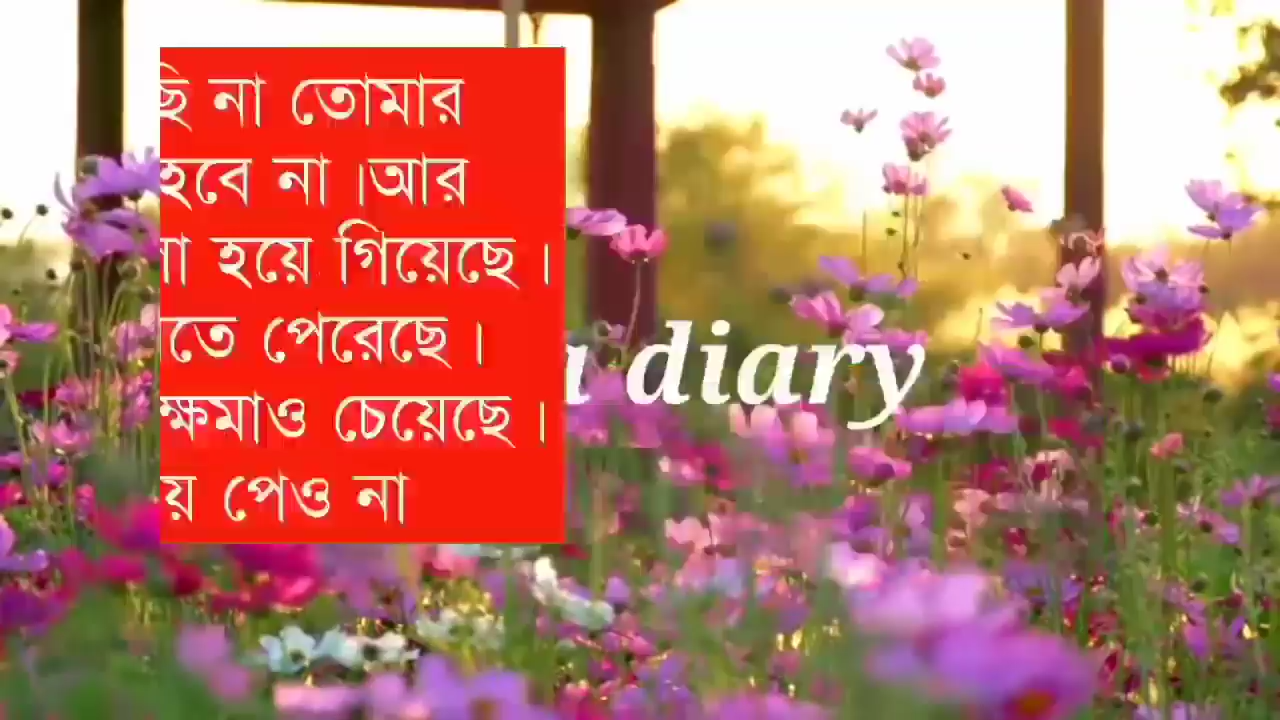 না তোমার
হবে না ।আর
হয়ে গিয়েছে ।
পেরেছে ।
ক্ষমাও চেয়েছে ।
পেও না
diary